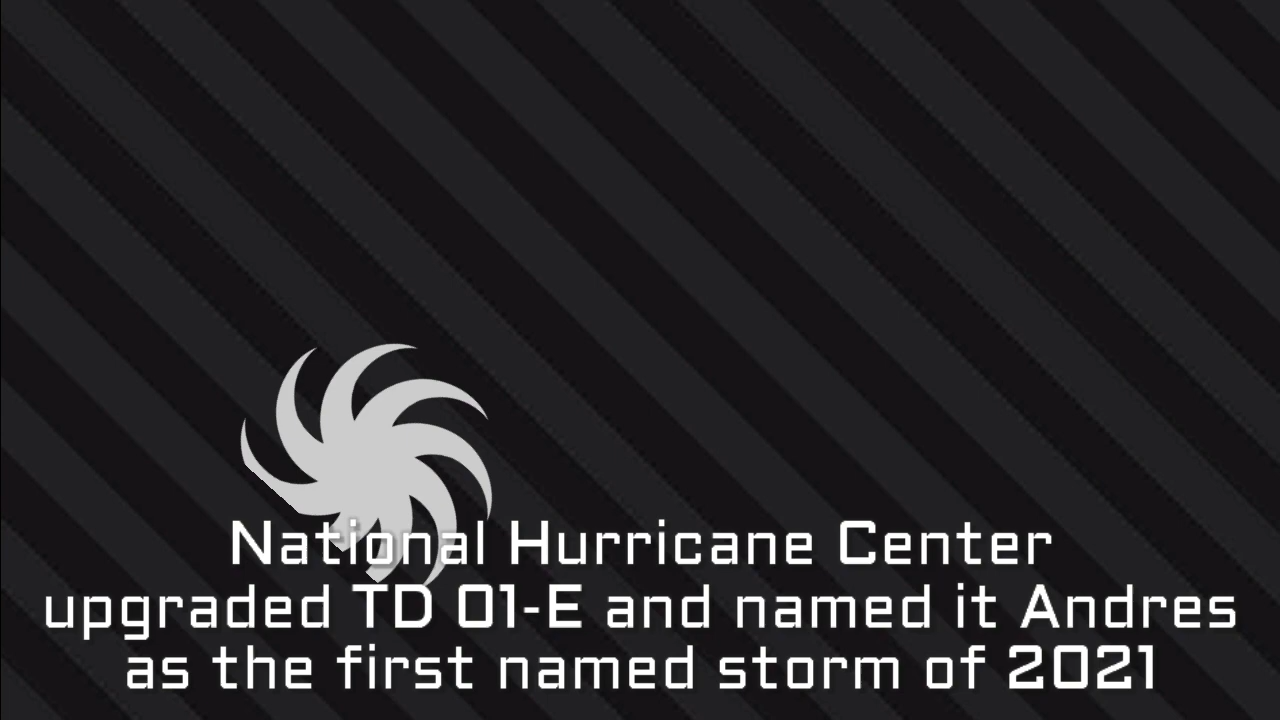 National Hurricane Center
upgraded TD 01-E and named it Andres
as the first named storm of 2021